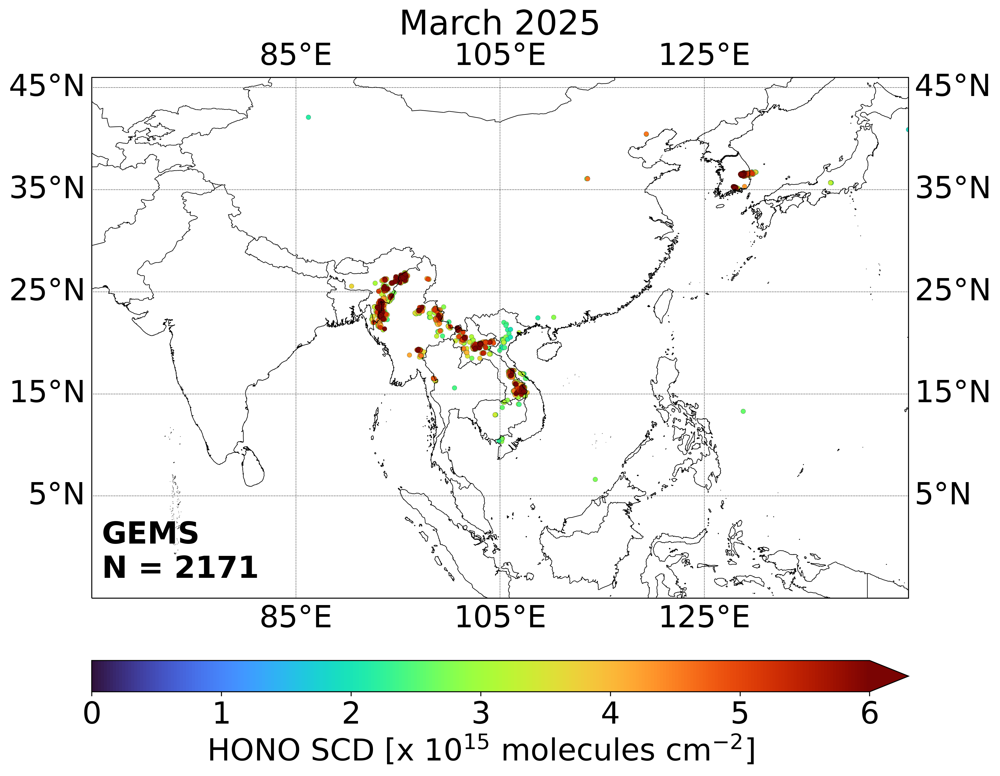 March 2025
85°E 105°E 125°E
45°N 45°N
35°N 35°N
25°N 25°N
15°N 15°N
5°N 5°N
GEMS
N = 2171
85°E 105°E 125°E
0 1 2 3 4 5 6
HONO SCD [x 10¹⁵ molecules cm⁻²]